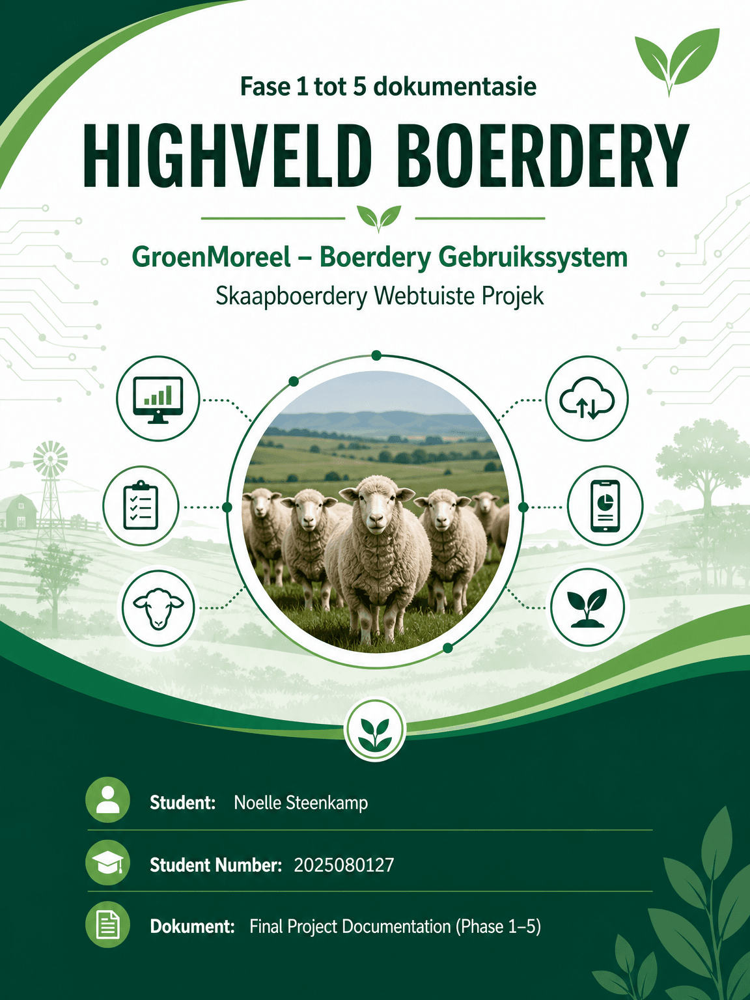 Fase 1 tot 5 dokumentasie
HIGHVELD BOERDERY
GroenMoreel – Boerdery Gebruikssystem
Skaapboerdery Webtuiste Projek
Student: Noelle Steenkamp
Student Number: 2025080127
Dokument: Final Project Documentation (Phase 1–5)